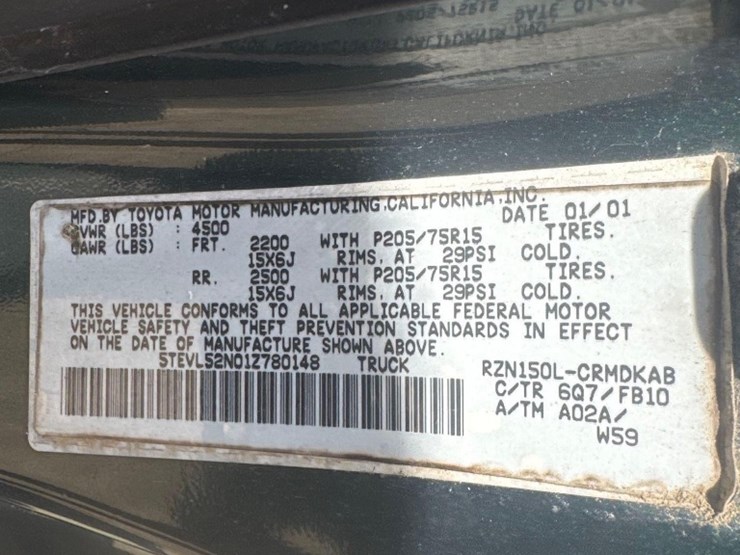 MFD.BY TOYOTA MOTOR MANUFACTURING,CALIFORNIA,INC.
GVWR (LBS) : 4500 DATE 01/01
GAWR (LBS) : FRT. 2200 WITH P205/75R15 TIRES.
15X6J RIMS, AT 29PSI COLD.
RR. 2500 WITH P205/75R15 TIRES.
15X6J RIMS, AT 29PSI COLD.
THIS VEHICLE CONFORMS TO ALL APPLICABLE FEDERAL MOTOR
VEHICLE SAFETY AND THEFT PREVENTION STANDARDS IN EFFECT
ON THE DATE OF MANUFACTURE SHOWN ABOVE.
5TEVL52N01Z780148 TRUCK
RZN150L-CRMDKAB
C/TR 6Q7/FB10
A/TM A02A/
W59